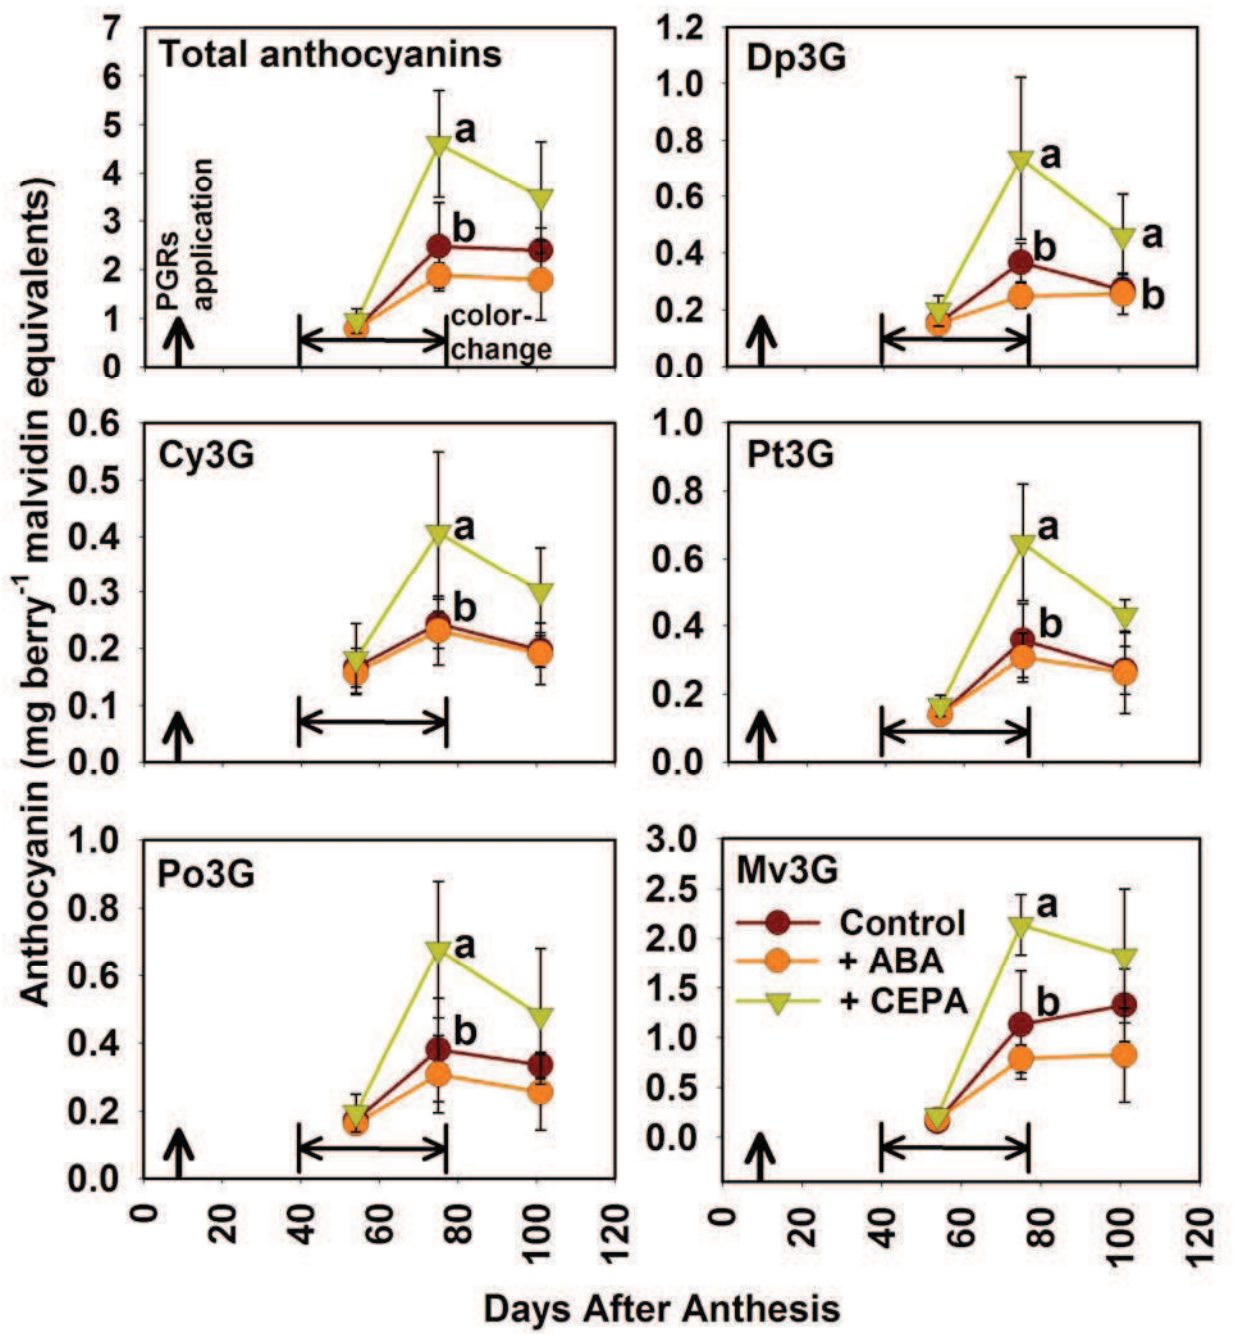 Anthocyanin (mg berry⁻¹ malvidin equivalents)
7
6
5
4
3
2
1
0
Total anthocyanins
a
b
PGRs
application
color-
change
1.2
1.0
0.8
0.6
0.4
0.2
0.0
Dp3G
a
b
a
b
0.6
0.5
0.4
0.3
0.2
0.1
0.0
Cy3G
a
b
1.0
0.8
0.6
0.4
0.2
0.0
Pt3G
a
b
1.0
0.8
0.6
0.4
0.2
0.0
Po3G
a
b
0
20
40
60
80
100
120
3.0
2.5
2.0
1.5
1.0
0.5
0.0
Mv3G
Control
+ ABA
+ CEPA
a
b
0
20
40
60
80
100
120
Days After Anthesis